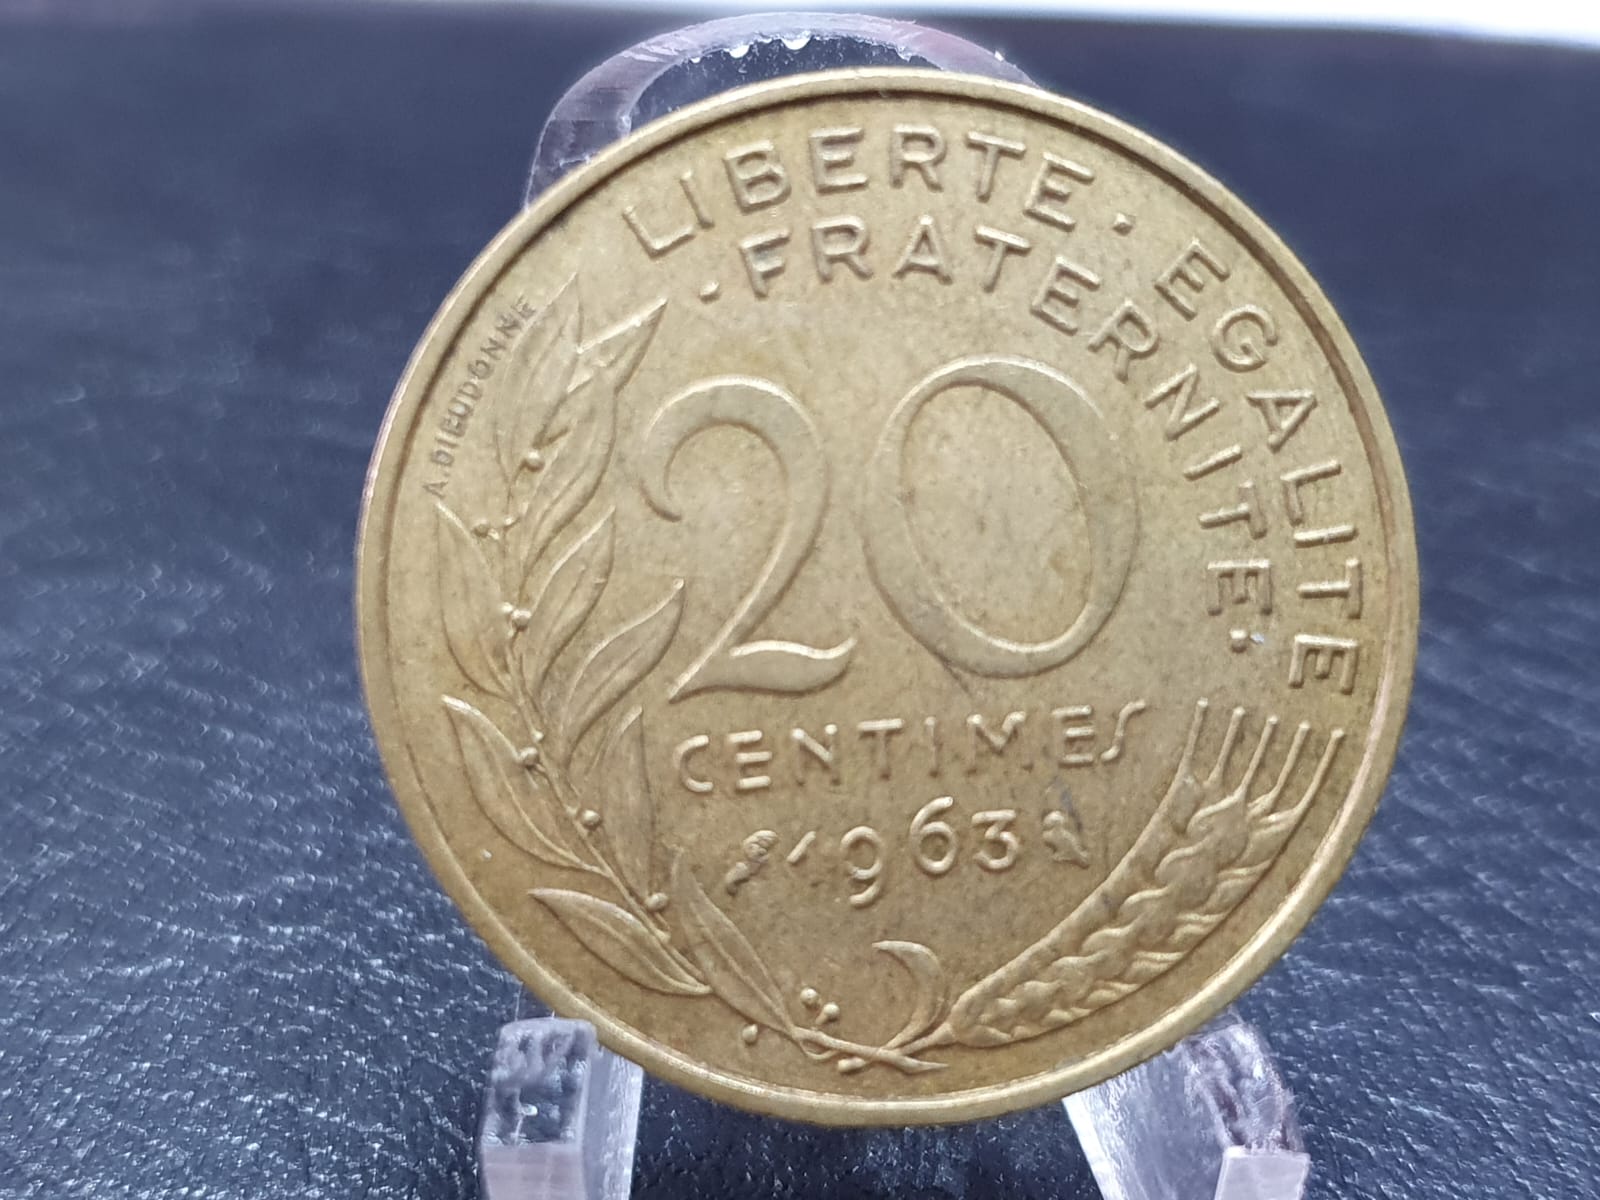 LIBERTE · EGALITE
· FRATERNITE ·
A.DIEUDONNE
20
CENTIMES
1963